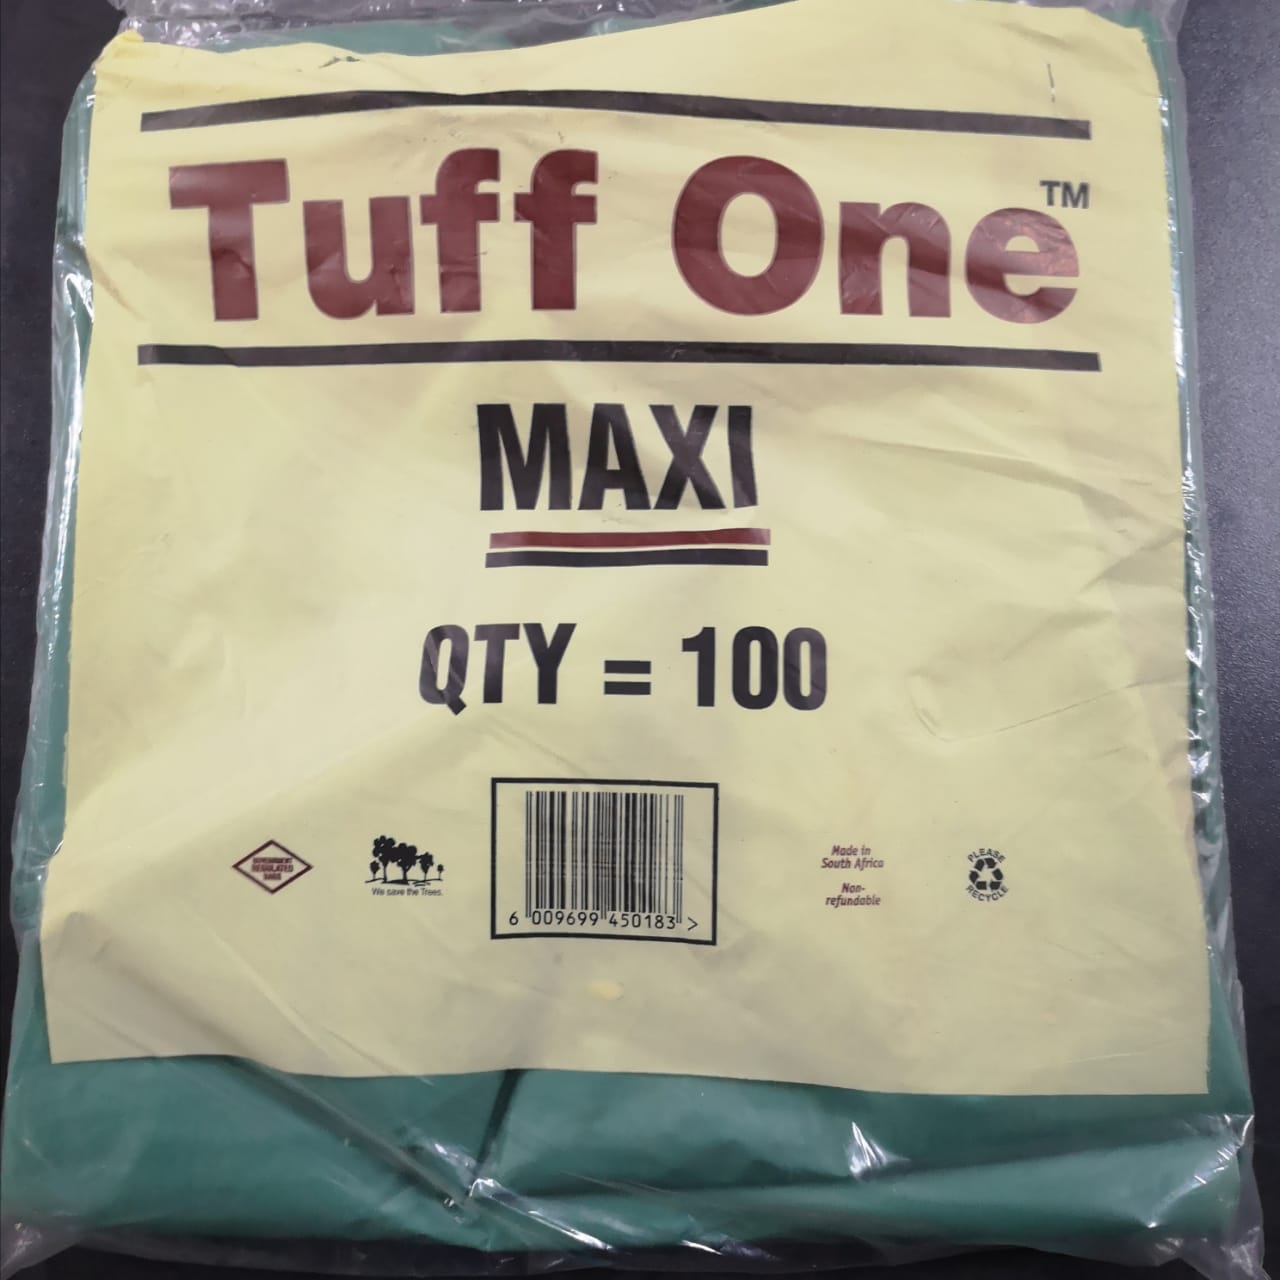 Tuff One™
MAXI
QTY = 100
GOVERNMENT
REGULATED
BAGS
We save the Trees.
6 009699 450183 >
Made in
South Africa
Non-
refundable
PLEASE
RECYCLE